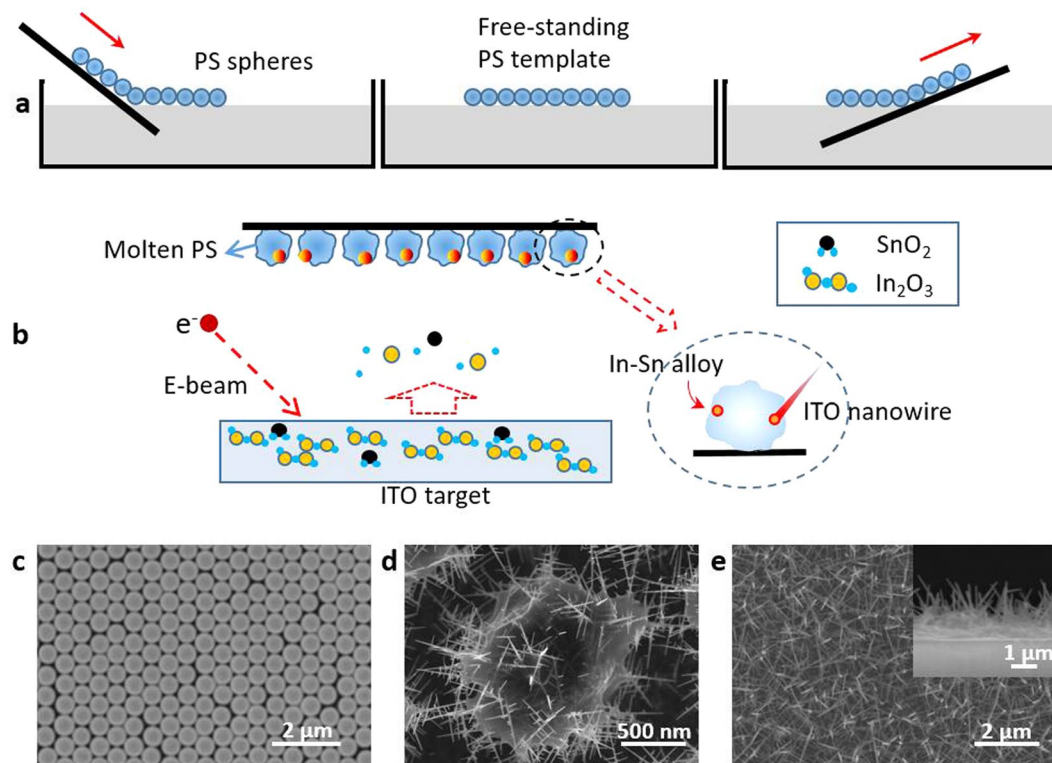 a
PS spheres
Free-standing
PS template
b
Molten PS
SnO₂
In₂O₃
e⁻
E-beam
In-Sn alloy
ITO nanowire
ITO target
c
2 μm
d
500 nm
e
1 μm
2 μm